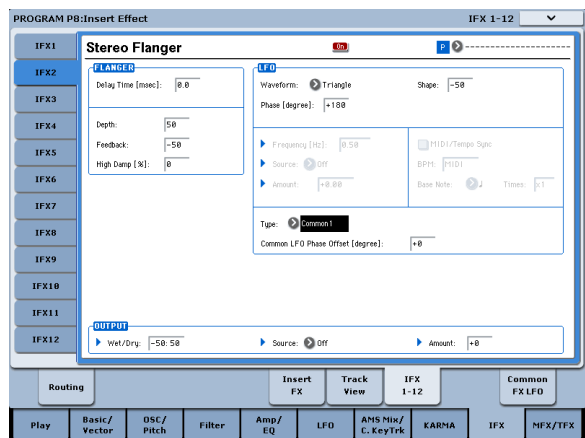 PROGRAM P8:Insert Effect IFX 1-12
IFX1
IFX2
IFX3
IFX4
IFX5
IFX6
IFX7
IFX8
IFX9
IFX10
IFX11
IFX12
Stereo Flanger On P ------------------------
FLANGER
Delay Time [msec]: 0.0
Depth: 50
Feedback: -50
High Damp [%]: 0
LFO
Waveform: Triangle Shape: -50
Phase [degree]: +180
Frequency [Hz]: 0.50 MIDI/Tempo Sync
Source: Off BPM: MIDI
Amount: +0.00 Base Note: ♩ Times: x1
Type: Common1
Common LFO Phase Offset [degree]: +0
OUTPUT
Wet/Dry: -50:50 Source: Off Amount: +0
Routing
Insert FX
Track View
IFX 1-12
Common FX LFO
Play
Basic/ Vector
OSC/ Pitch
Filter
Amp/ EQ
LFO
AMS Mix/ C. KeyTrk
KARMA
IFX
MFX/TFX